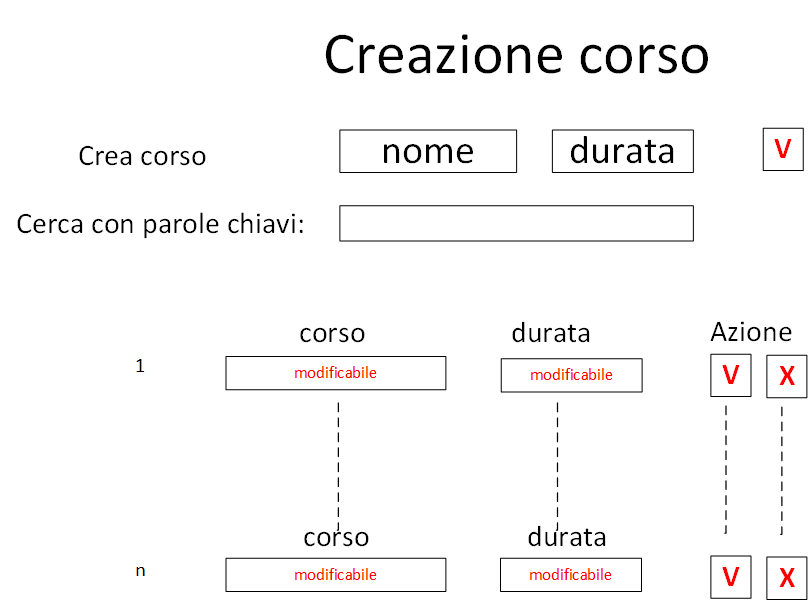 Creazione corso
Crea corso nome durata V
Cerca con parole chiavi:
corso durata Azione
1 modificabile modificabile V X
corso durata
n modificabile modificabile V X